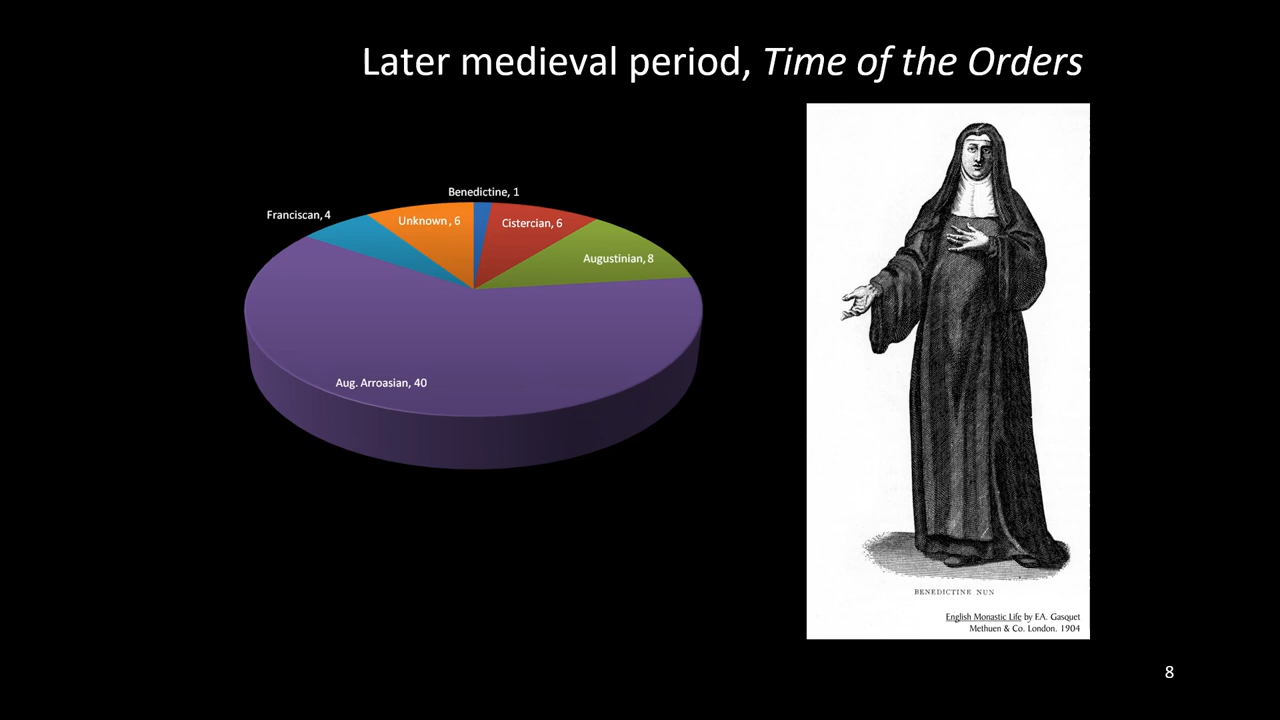 Later medieval period, Time of the Orders
Benedictine, 1
Franciscan, 4
Unknown , 6
Cistercian, 6
Augustinian, 8
Aug. Arroasian, 40
BENEDICTINE NUN
English Monastic Life by F.A. Gasquet
Methuen & Co. London. 1904
8